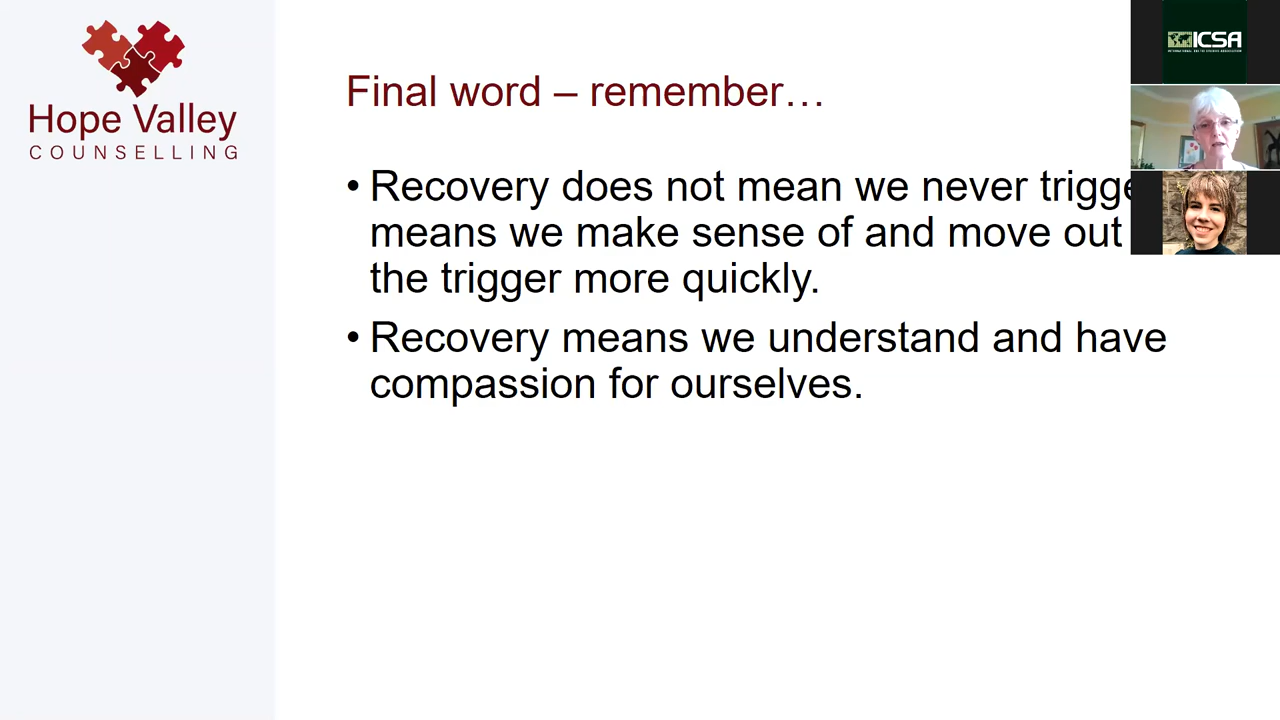 Hope Valley
COUNSELLING
Final word – remember…
• Recovery does not mean we never
means we make sense of and move out
the trigger more quickly.
• Recovery means we understand and have
compassion for ourselves.
ICSA